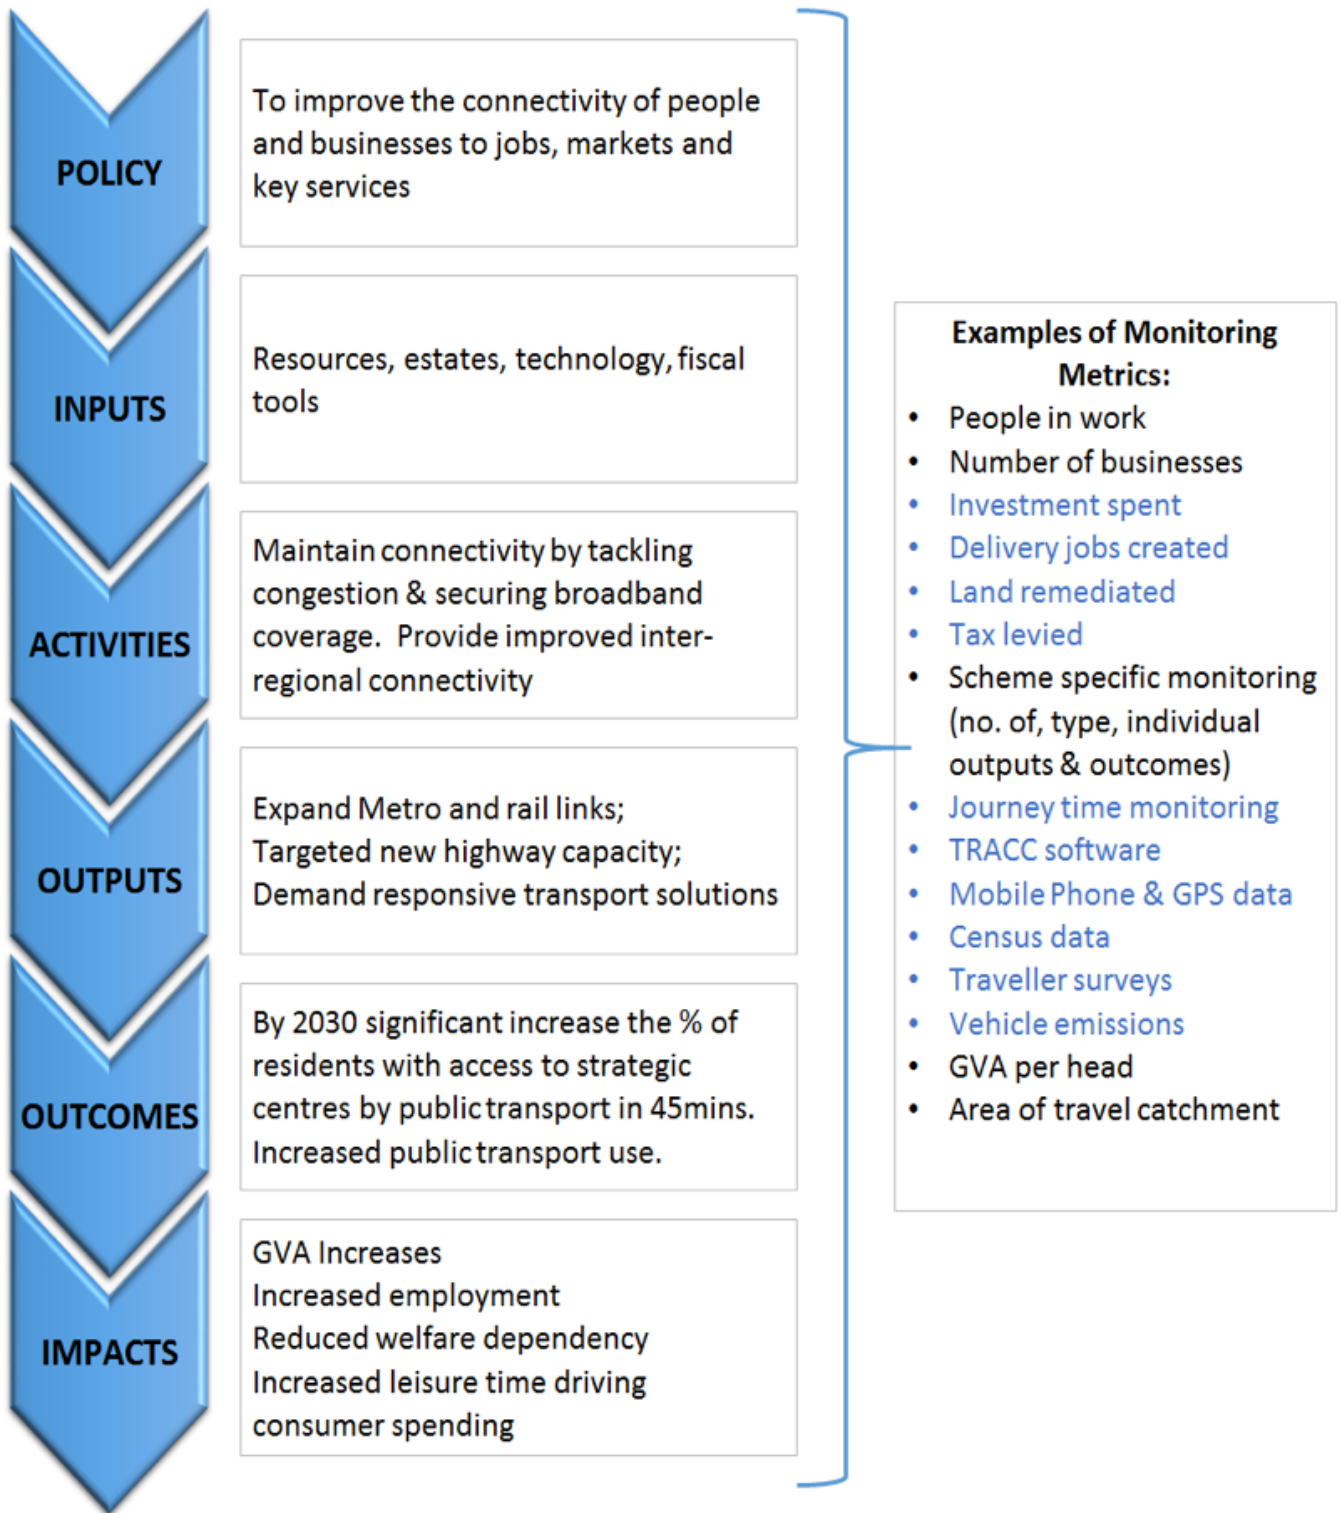 POLICY
To improve the connectivity of people
and businesses to jobs, markets and
key services
INPUTS
Resources, estates, technology, fiscal
tools
ACTIVITIES
Maintain connectivity by tackling
congestion & securing broadband
coverage. Provide improved inter-
regional connectivity
OUTPUTS
Expand Metro and rail links;
Targeted new highway capacity;
Demand responsive transport solutions
OUTCOMES
By 2030 significant increase the % of
residents with access to strategic
centres by public transport in 45mins.
Increased public transport use.
IMPACTS
GVA Increases
Increased employment
Reduced welfare dependency
Increased leisure time driving
consumer spending
Examples of Monitoring
Metrics:
• People in work
• Number of businesses
• Investment spent
• Delivery jobs created
• Land remediated
• Tax levied
• Scheme specific monitoring
(no. of, type, individual
outputs & outcomes)
• Journey time monitoring
• TRACC software
• Mobile Phone & GPS data
• Census data
• Traveller surveys
• Vehicle emissions
• GVA per head
• Area of travel catchment